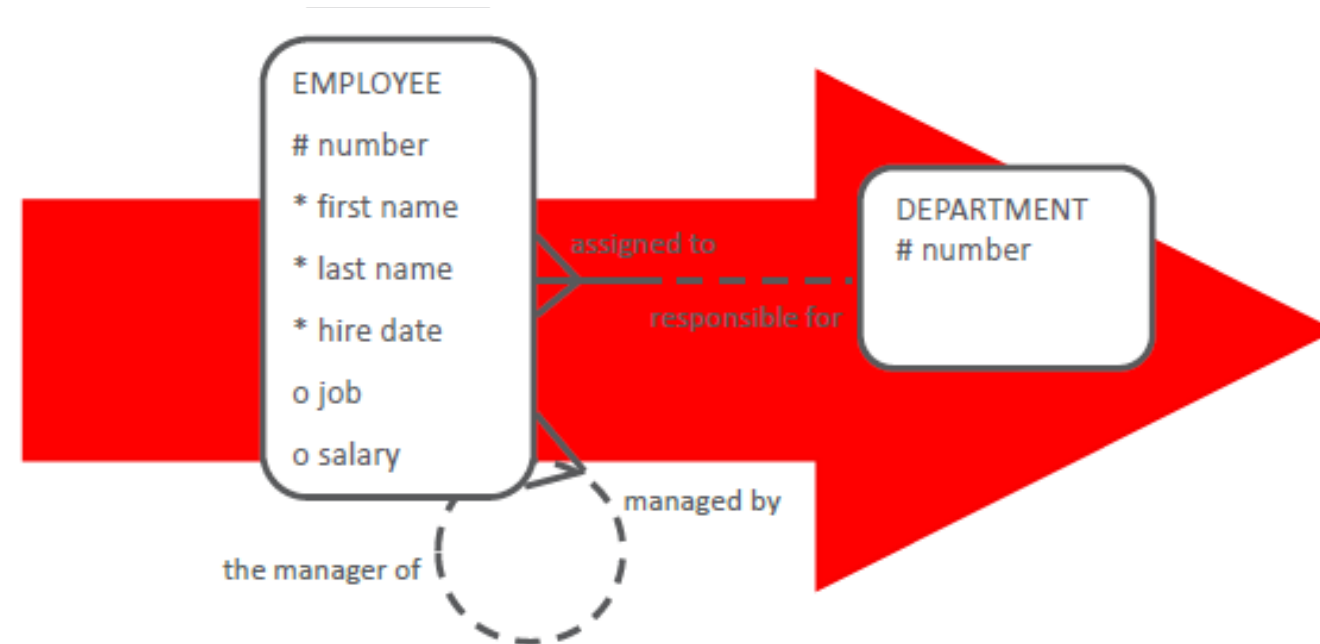 EMPLOYEE
# number
* first name
* last name
* hire date
o job
o salary
assigned to
responsible for
DEPARTMENT
# number
managed by
the manager of